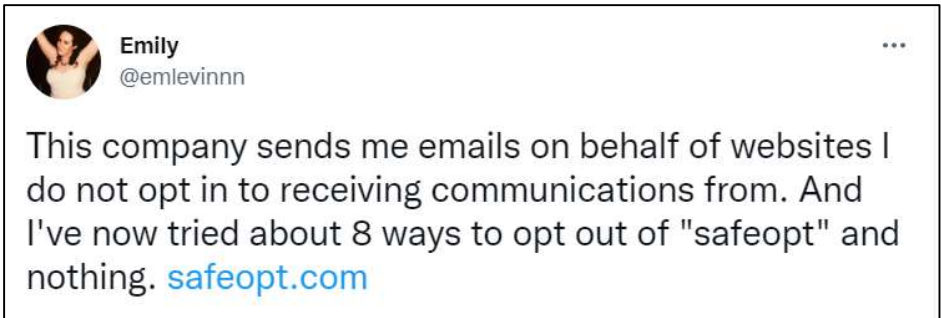 Emily
@emlevinnn
This company sends me emails on behalf of websites I
do not opt in to receiving communications from. And
I've now tried about 8 ways to opt out of "safeopt" and
nothing. safeopt.com